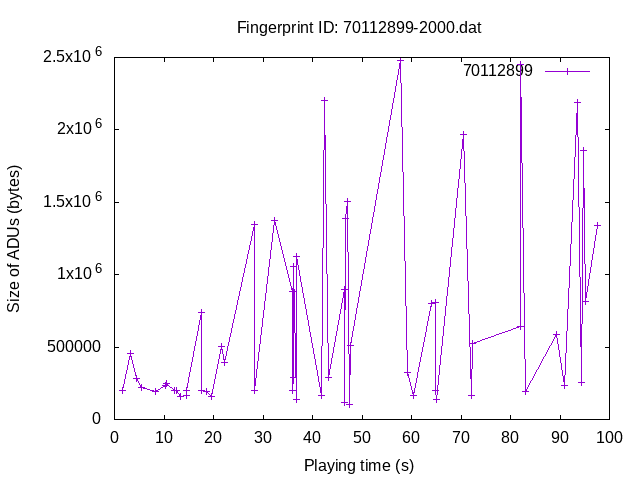 Fingerprint ID: 70112899-2000.dat
2.5x10^6
70112899
2x10^6
1.5x10^6
1x10^6
500000
0
Size of ADUs (bytes)
0 10 20 30 40 50 60 70 80 90 100
Playing time (s)